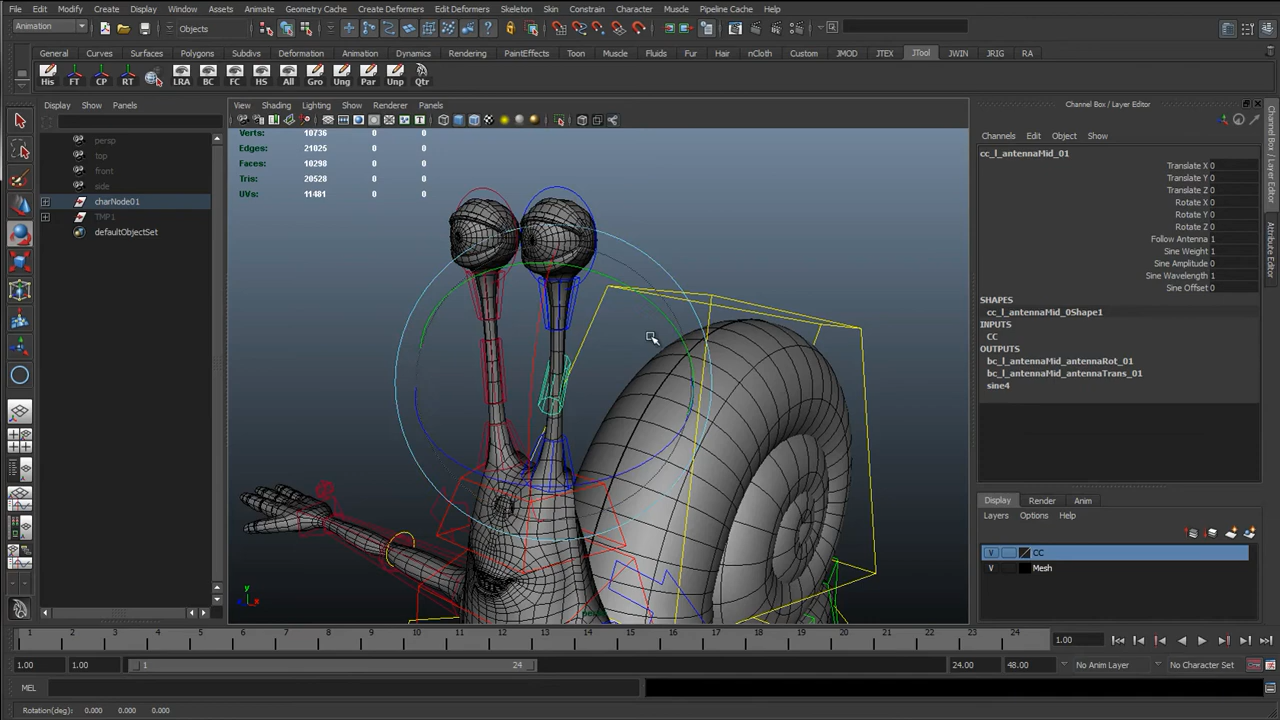 File Edit Modify Create Display Window Assets Animate Geometry Cache Create Deformers Edit Deformers Skeleton Skin Constrain Character Muscle Pipeline Cache Help
Animation Objects
General Curves Surfaces Polygons Subdivs Deformation Animation Dynamics Rendering PaintEffects Toon Muscle Fluids Fur Hair nCloth Custom JMOD JTEX JTool JWIN JRIG RA
His FT CP RT LRA BC FC HS All Gro Ung Par Unp Qtr
Display Show Panels
View Shading Lighting Show Renderer Panels
Channel Box / Layer Editor
persp
top
front
side
charNode01
TMP1
defaultObjectSet
Verts: 10736 0 0
Edges: 21025 0 0
Faces: 10298 0 0
Tris: 20528 0 0
UVs: 11481 0 0
Channels Edit Object Show
cc_l_antennaMid_01
Translate X 0
Translate Y 0
Translate Z 0
Rotate X 0
Rotate Y 0
Rotate Z 0
Follow Antenna 1
Sine Weight 1
Sine Amplitude 0
Sine Wavelength 1
Sine Offset 0
SHAPES
cc_l_antennaMid_0Shape1
INPUTS
CC
OUTPUTS
bc_l_antennaMid_antennaRot_01
bc_l_antennaMid_antennaTrans_01
sine4
Channel Box / Layer Editor
Attribute Editor
Display Render Anim
Layers Options Help
V CC
V Mesh
y
z x
1 2 3 4 5 6 7 8 9 10 11 12 13 14 15 16 17 18 19 20 21 22 23 24 1.00
1.00 1.00 1 24 24.00 48.00 No Anim Layer No Character Set
MEL
Rotation(deg): 0.000 0.000 0.000